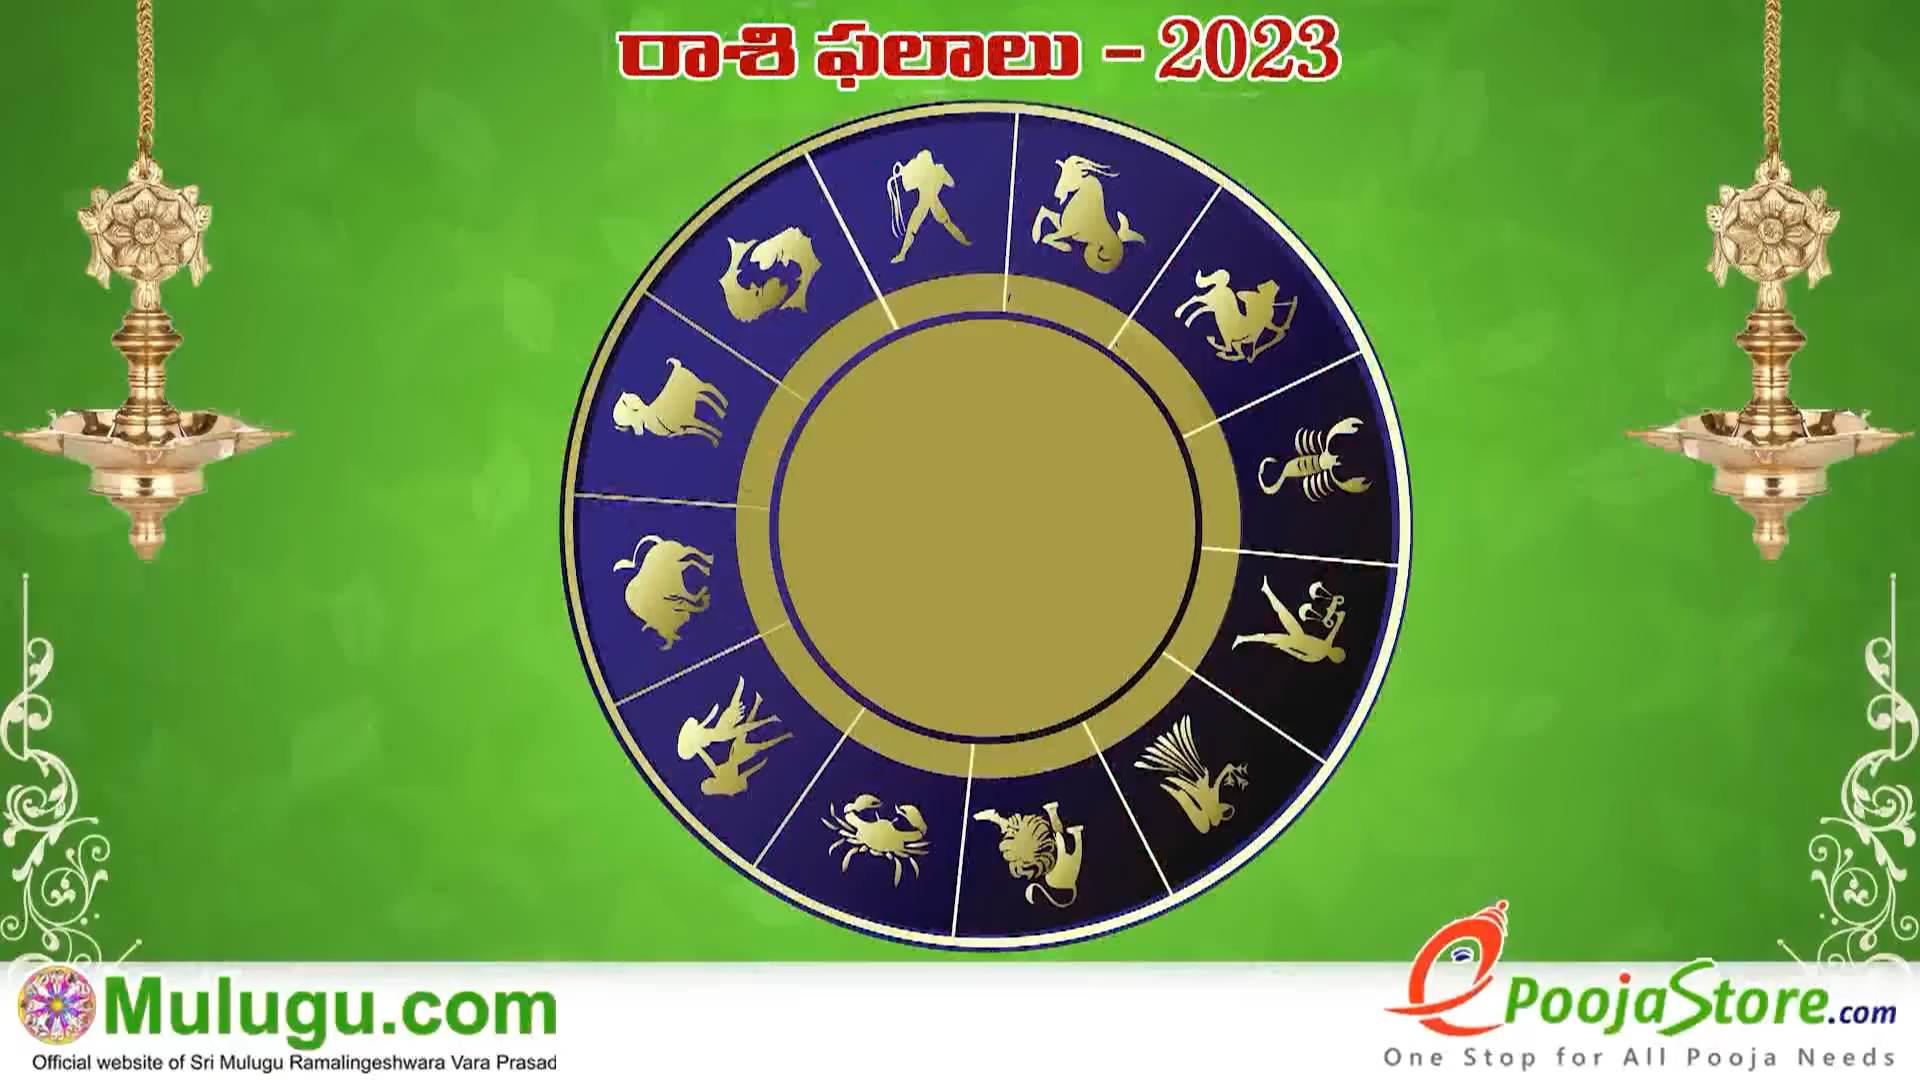 రాశి ఫలాలు - 2023
Mulugu.com
Official website of Sri Mulugu Ramalingeshwara Vara Prasad
ePoojaStore.com
One Stop for All Pooja Needs